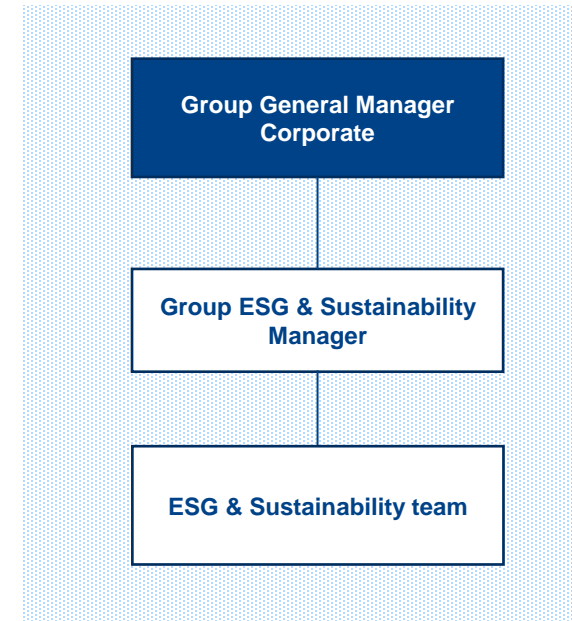 Group General Manager
Corporate
Group ESG & Sustainability
Manager
ESG & Sustainability team